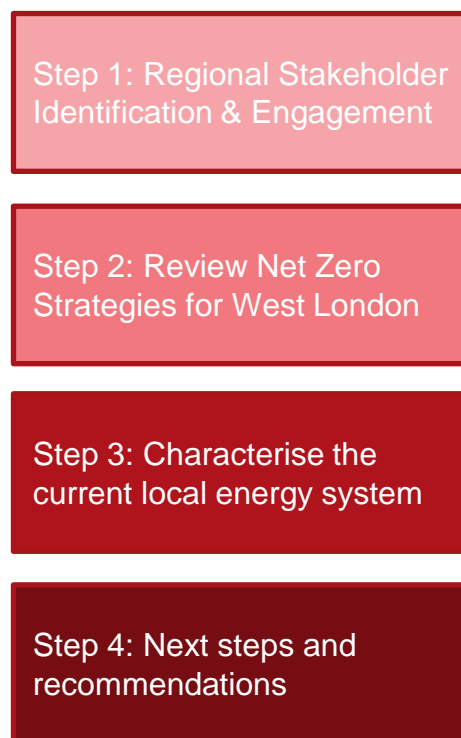 Step 1: Regional Stakeholder
Identification & Engagement
Step 2: Review Net Zero
Strategies for West London
Step 3: Characterise the
current local energy system
Step 4: Next steps and
recommendations